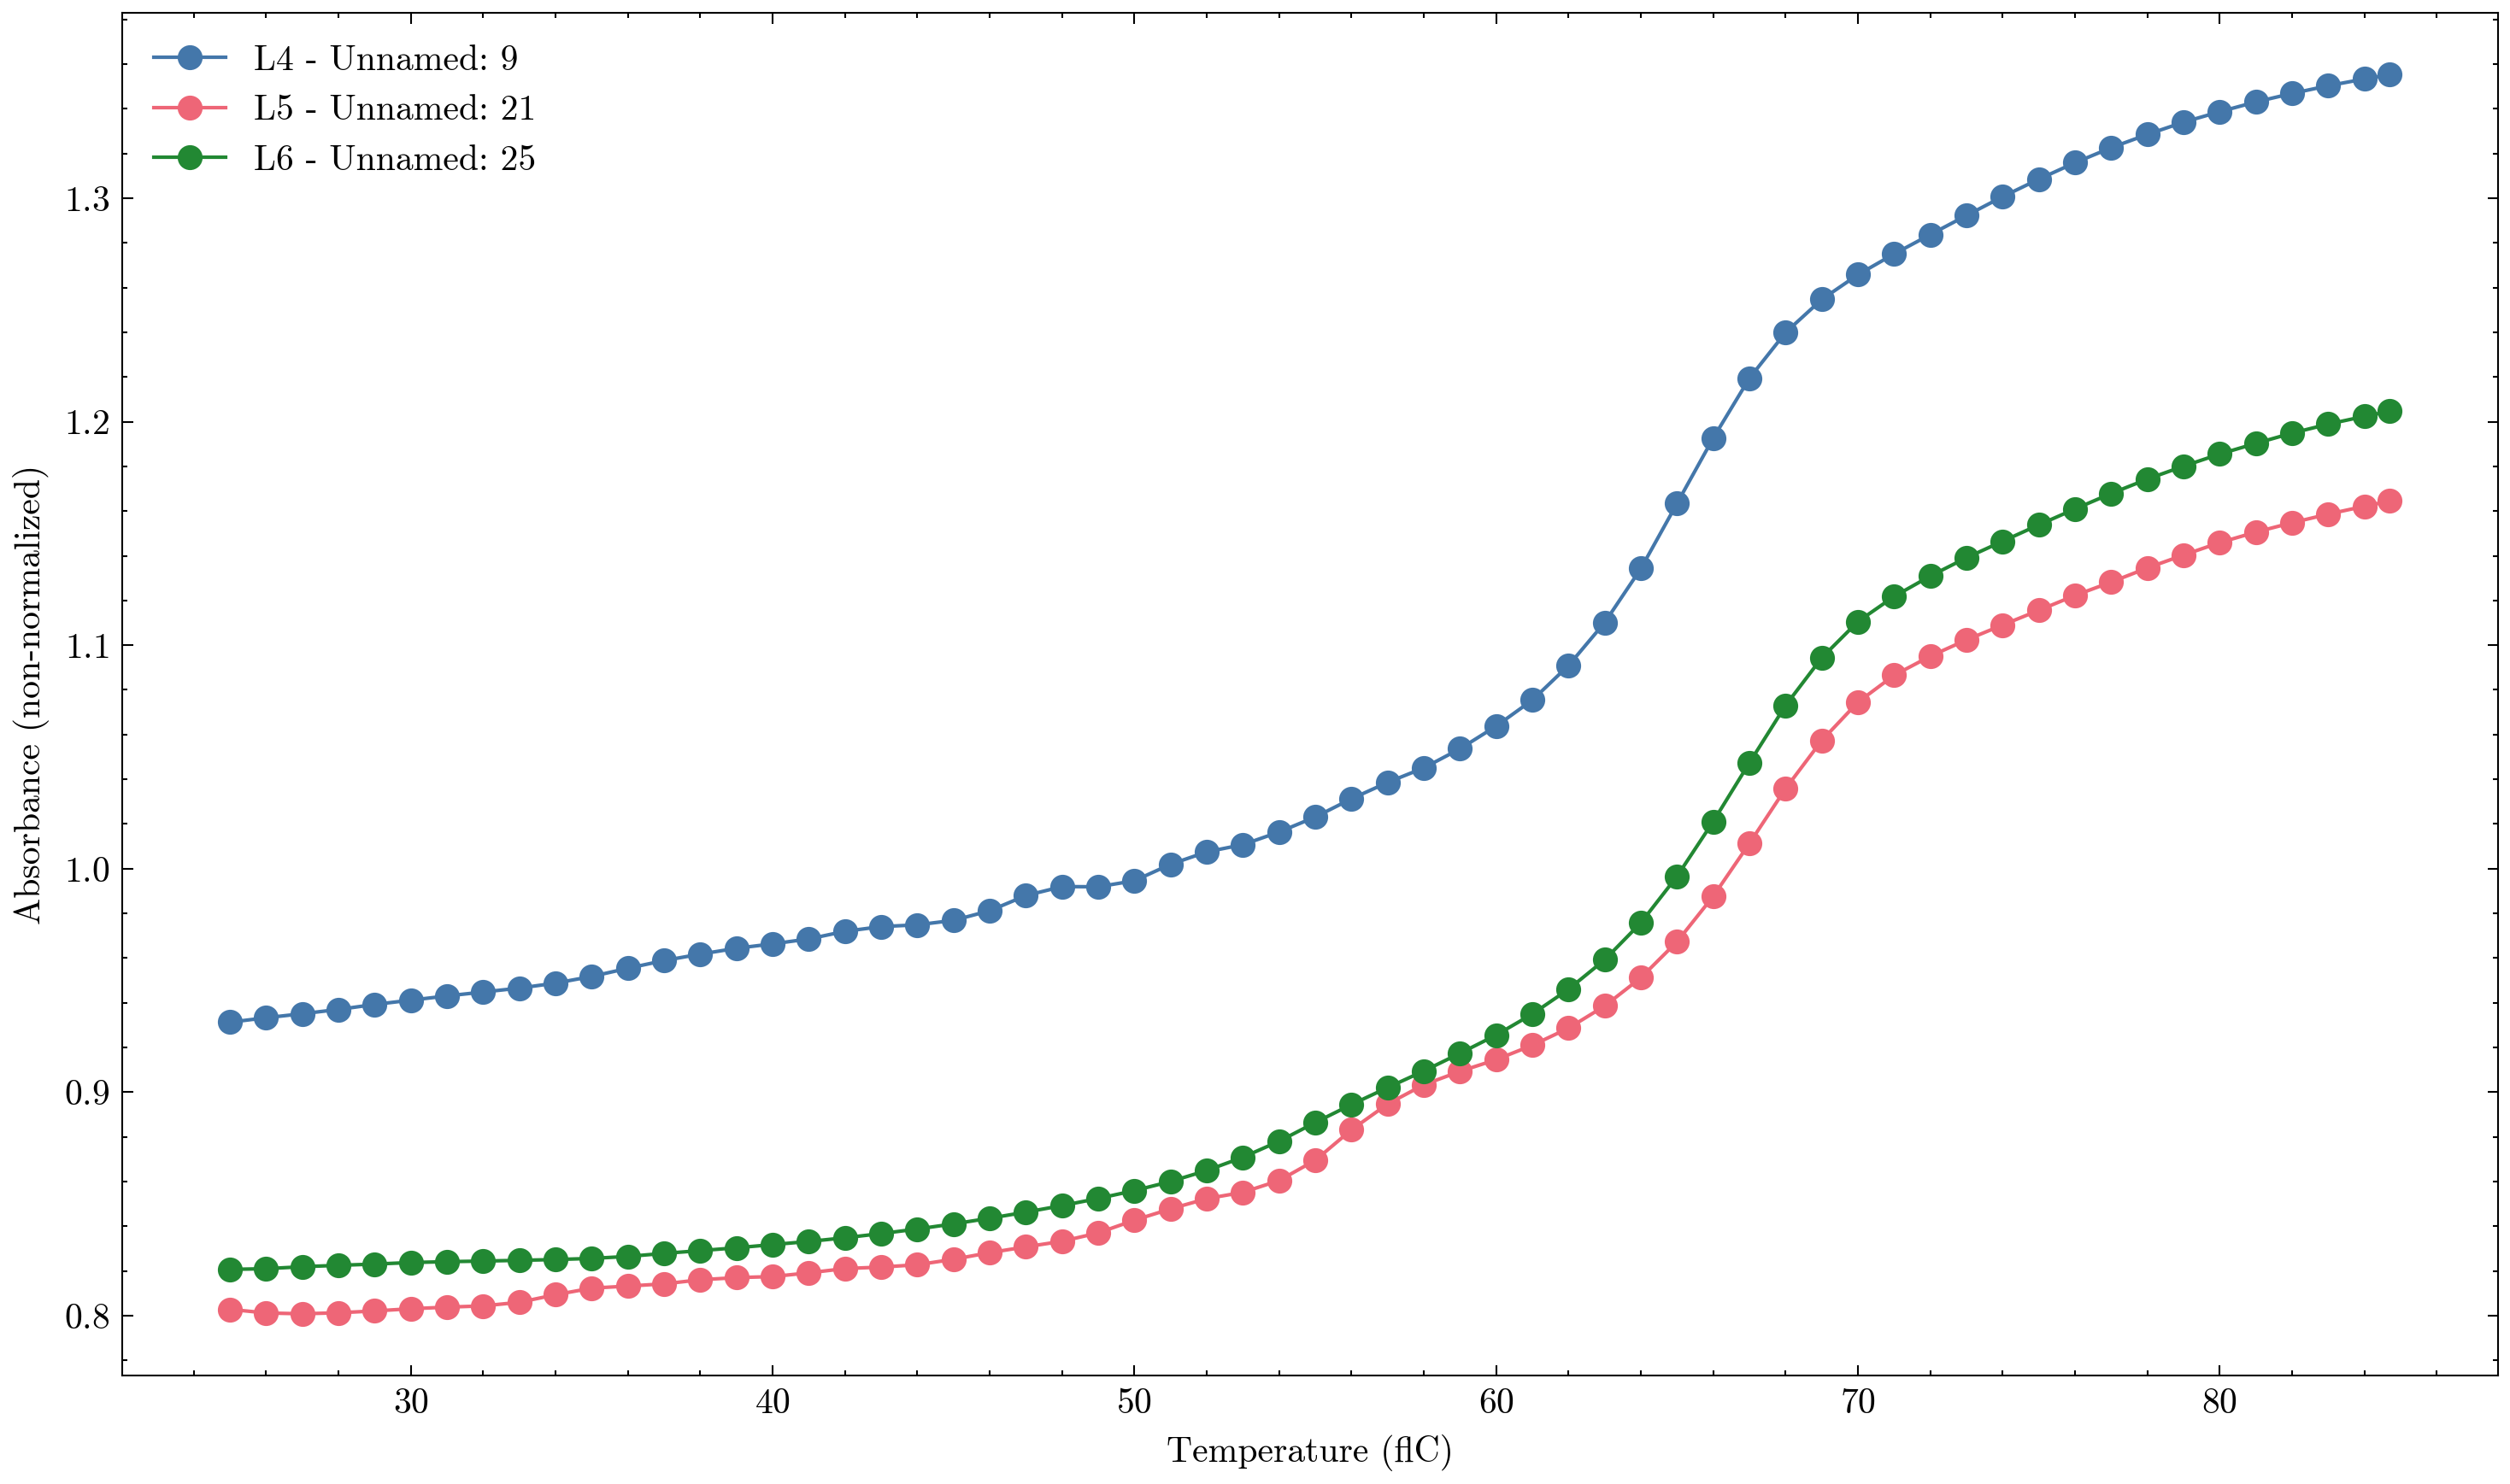 L4 - Unnamed: 9
L5 - Unnamed: 21
L6 - Unnamed: 25
Absorbance (non-normalized)
1.3
1.2
1.1
1.0
0.9
0.8
30 40 50 60 70 80
Temperature (flC)